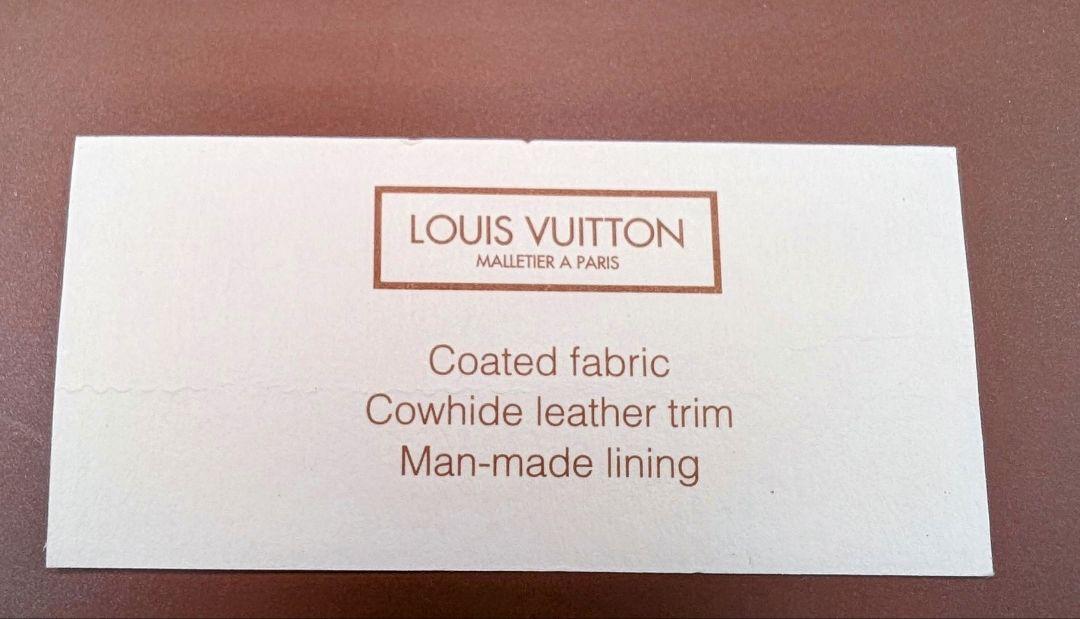 LOUIS VUITTON
MALLETIER A PARIS
Coated fabric
Cowhide leather trim
Man-made lining